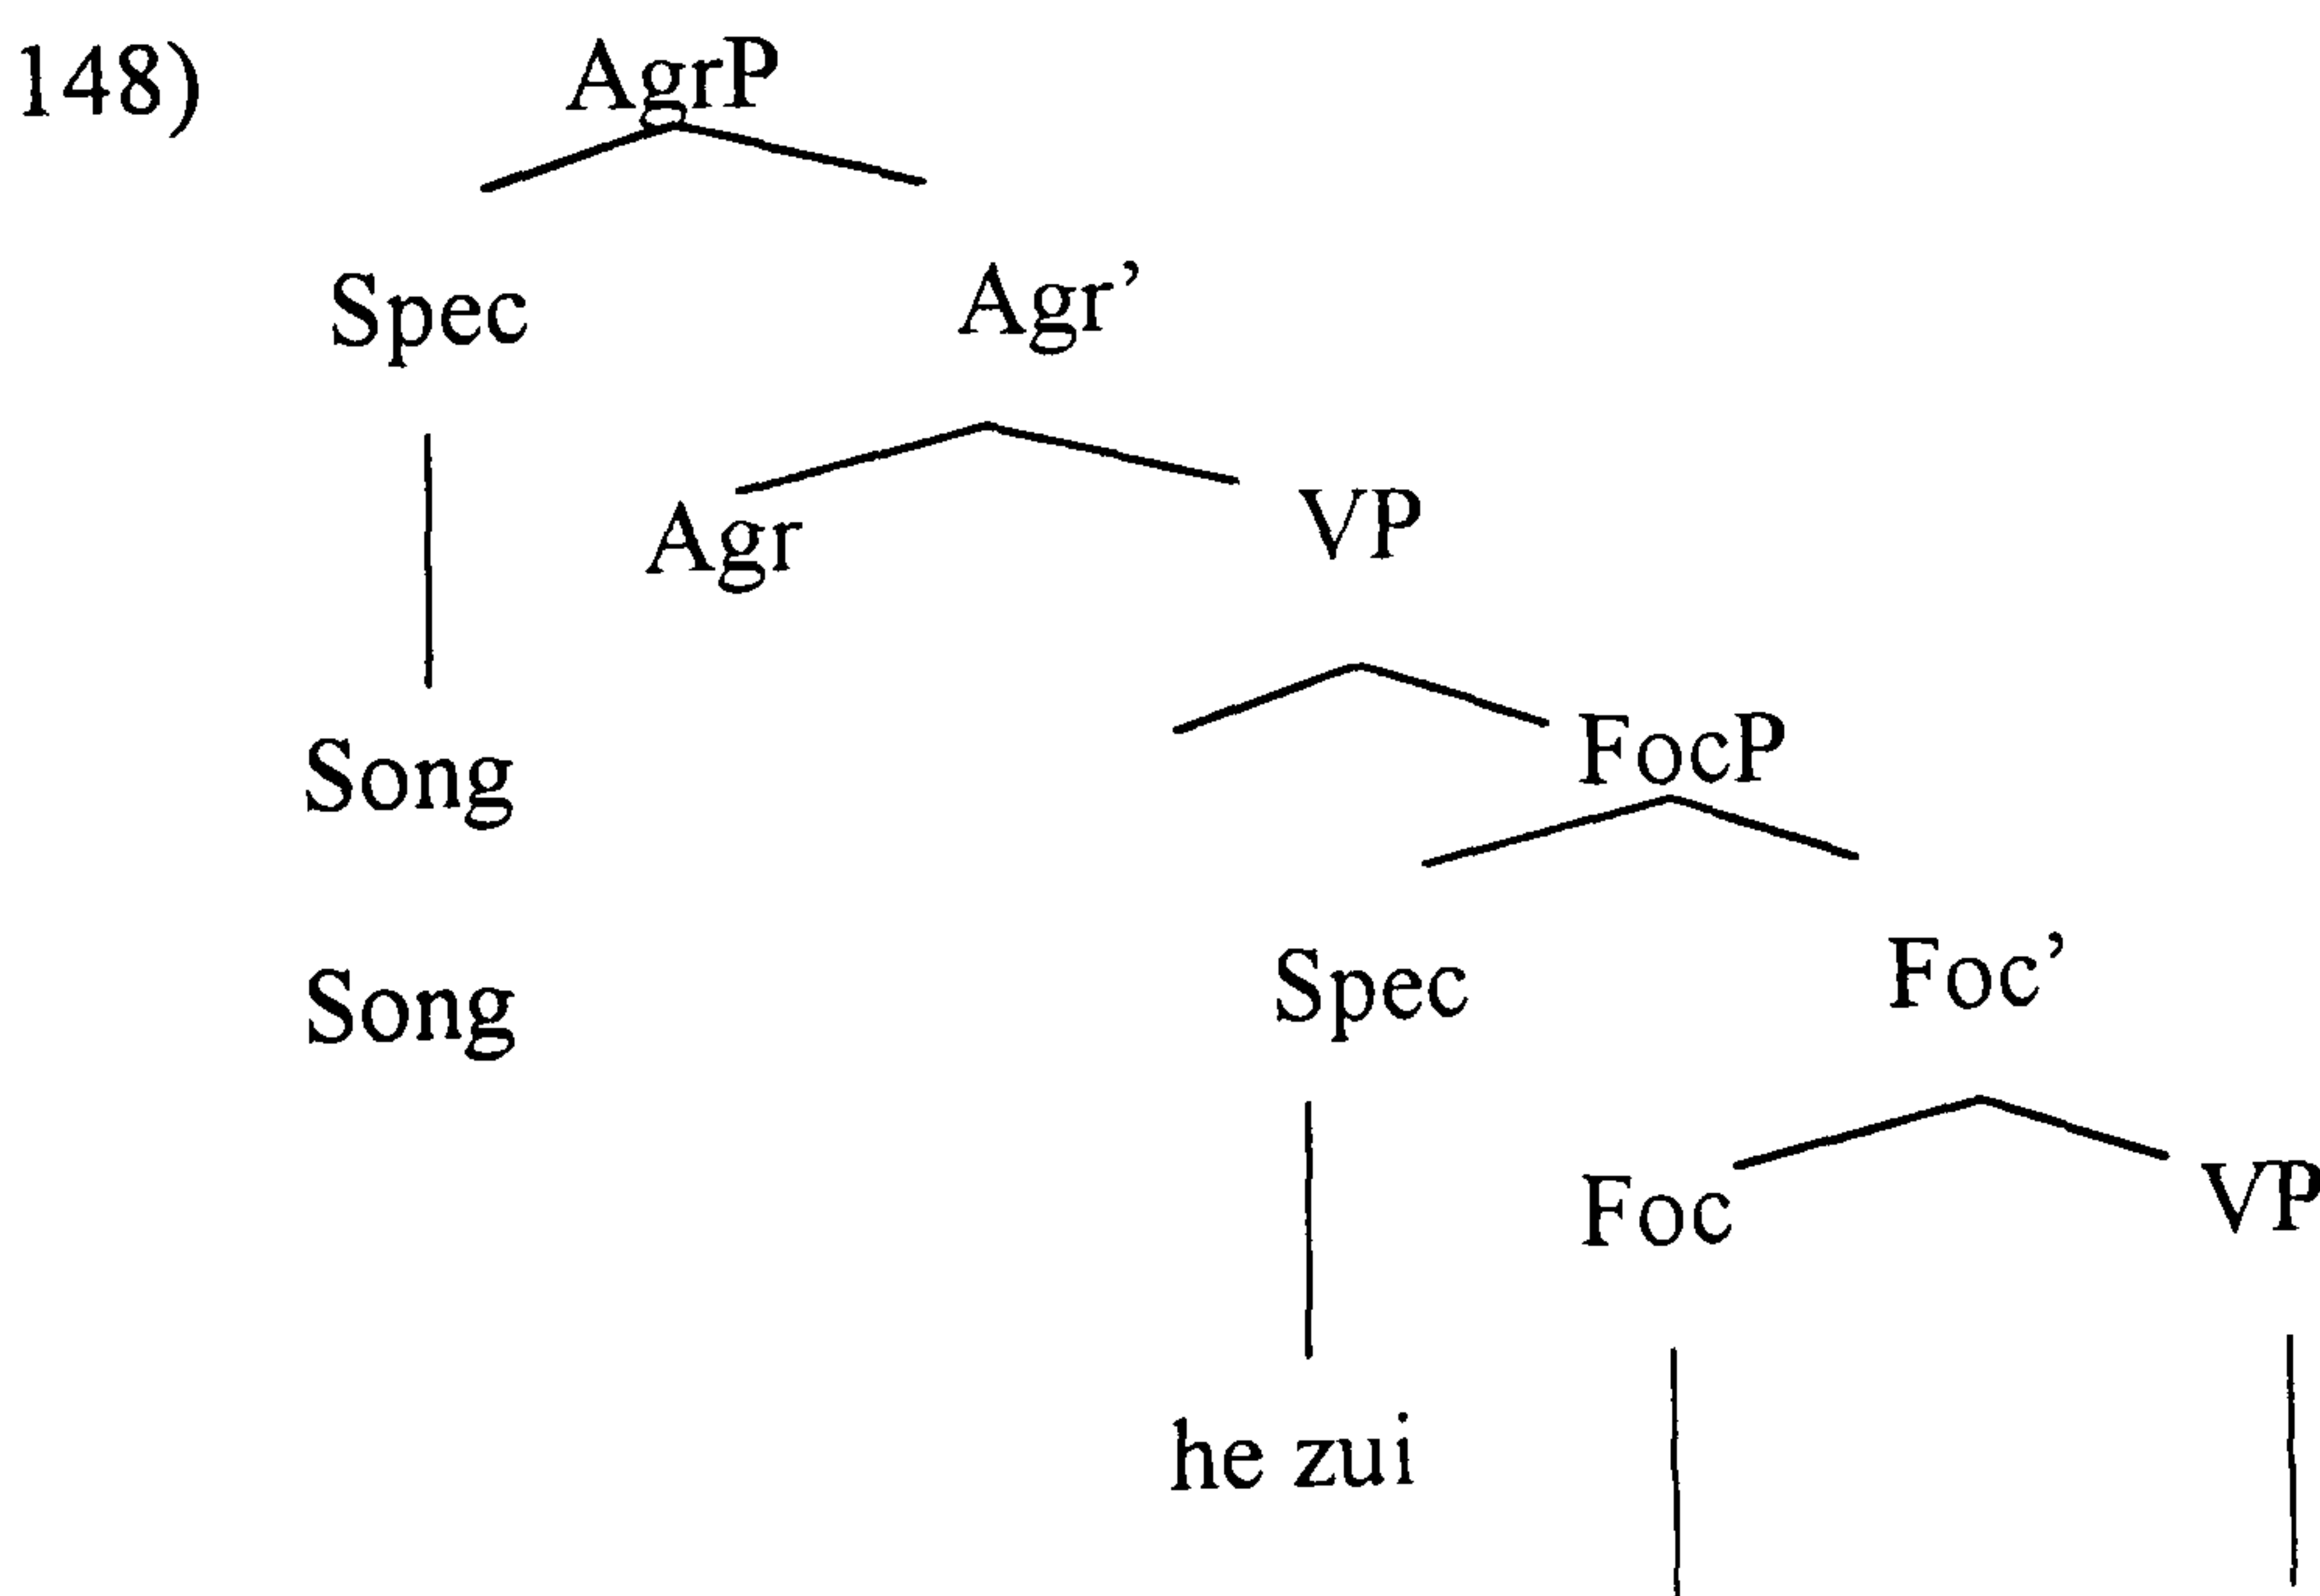 148) AgrP
Spec Agr’
Agr VP
Song FocP
Song Spec Foc’
Foc VP
he zui